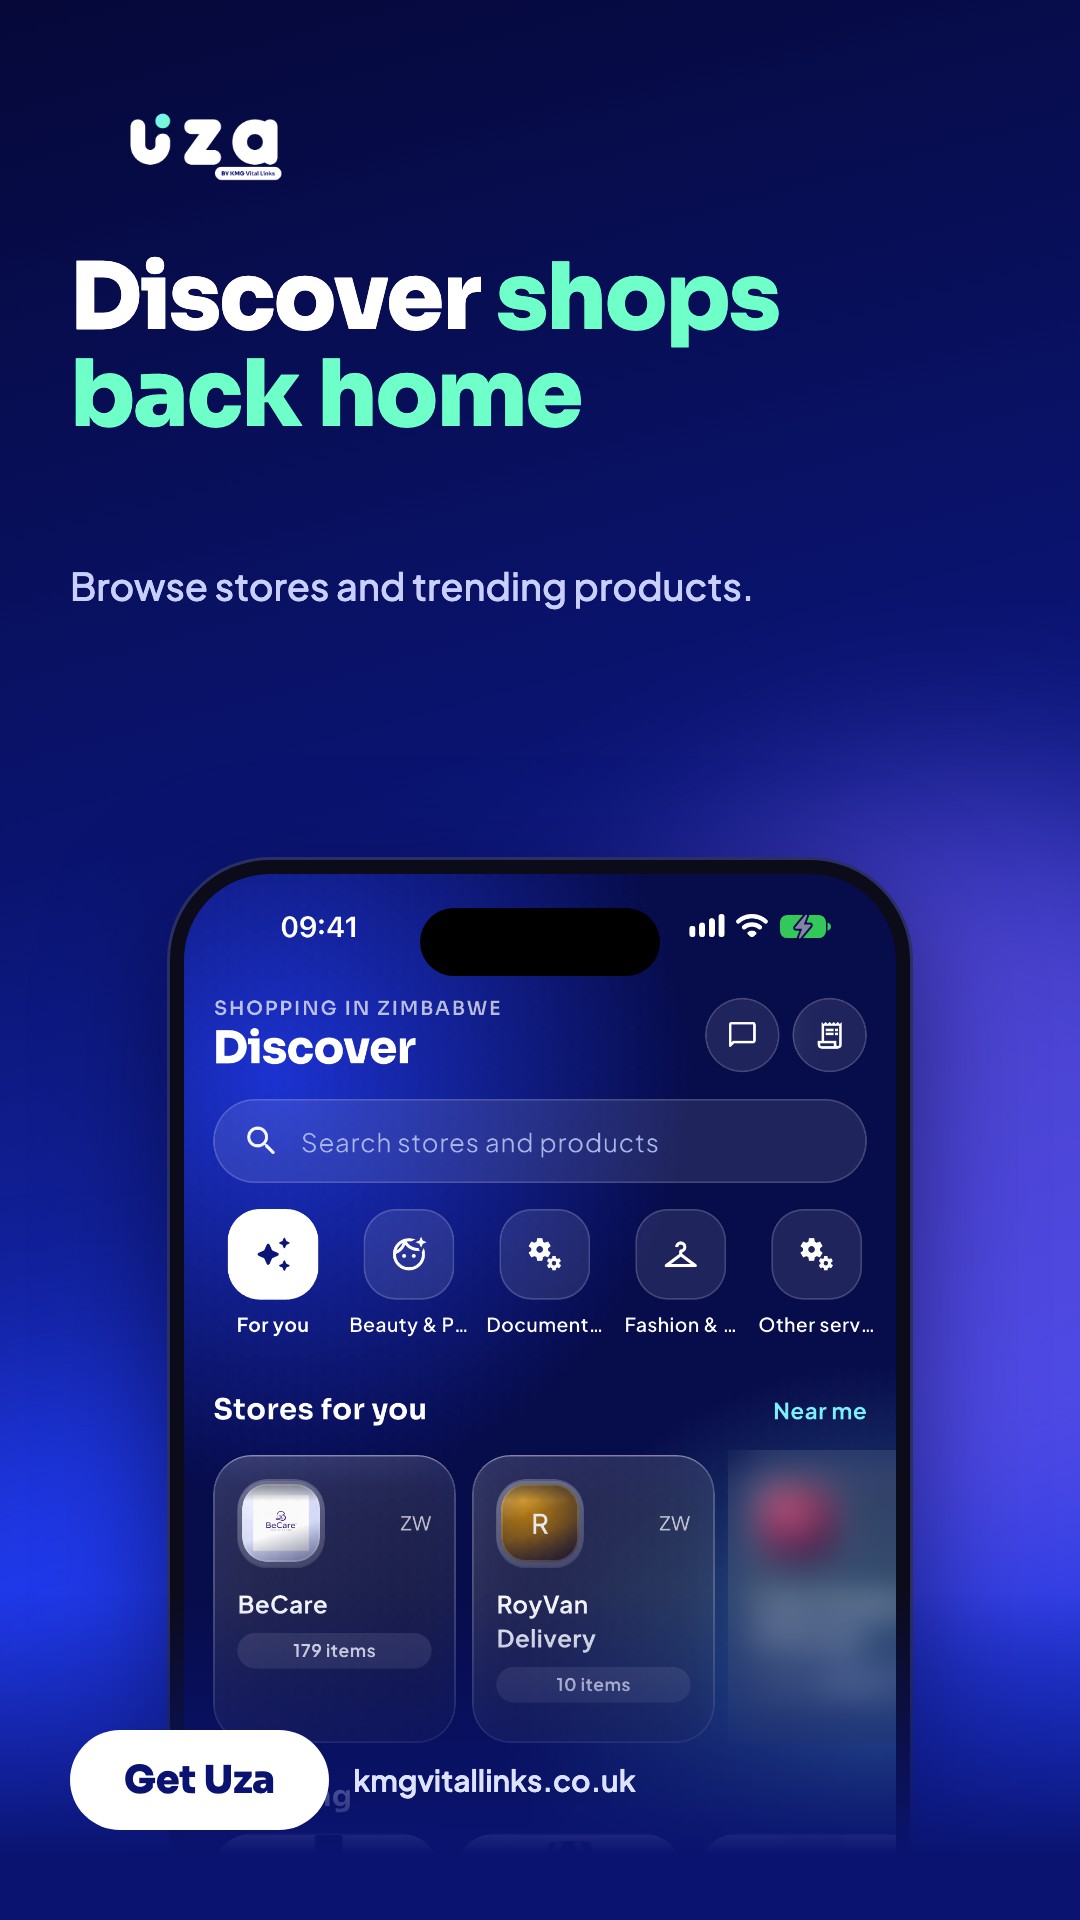 uza
BY KMG Vital Links
Discover shops
back home
Browse stores and trending products.
09:41
SHOPPING IN ZIMBABWE
Discover
Search stores and products
For you
Beauty & P...
Document...
Fashion & ...
Other serv...
Stores for you
Near me
BeCare
ZW
R
ZW
BeCare
RoyVan
Delivery
179 items
10 items
Get Uza
kmgvitallinks.co.uk